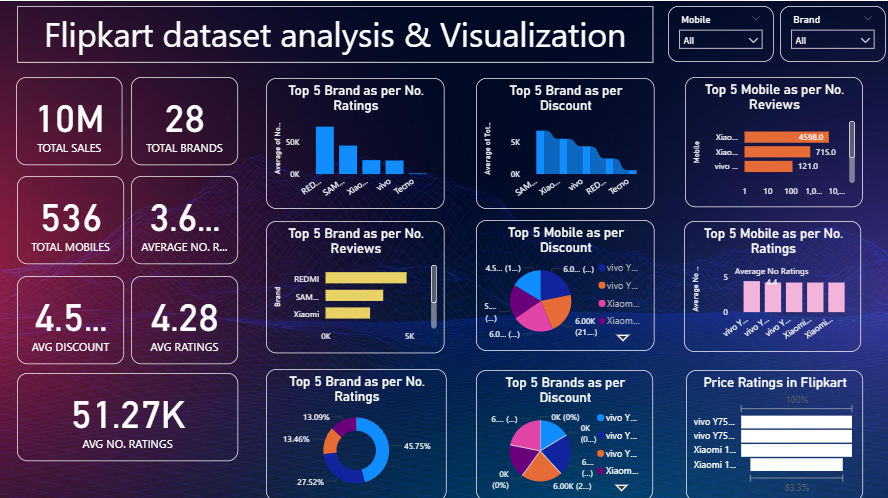 Flipkart dataset analysis & Visualization
Mobile
All
Brand
All
10M
TOTAL SALES
28
TOTAL BRANDS
536
TOTAL MOBILES
3.6...
AVERAGE NO. R...
4.5...
AVG DISCOUNT
4.28
AVG RATINGS
51.27K
AVG NO. RATINGS
Top 5 Brand as per No.
Ratings
Average of No...
50K
0K
RED...
SAM...
Xiao...
vivo
Tecno
Top 5 Brand as per
Discount
Average of Tot...
5K
0K
SAM...
Xiao...
vivo
RED...
Tecno
Top 5 Mobile as per No.
Reviews
Mobile
Xiao...
4598.0
Xiao...
715.0
vivo ...
121.0
1 10 100 1,0... 10,...
Top 5 Brand as per No.
Reviews
Brand
REDMI
SAM...
Xiaomi
0K 5K
Top 5 Mobile as per
Discount
4.5... (1...)
6.0... (...)
5....
(...)
6.0... (...)
6.00K
(21...)
vivo Y...
vivo Y...
Xiaom...
Xiaom...
Top 5 Mobile as per No.
Ratings
Average No Ratings
Average No ...
5
4.4
0
vivo Y...
vivo Y...
vivo Y...
Xiaomi...
Xiaomi...
Top 5 Brand as per No.
Ratings
13.09%
13.46%
45.75%
27.52%
Top 5 Brands as per
Discount
6.... (...)
0K (0%)
0K
(0...)
6....
(...)
0K
(0%)
6.00K (2...)
vivo Y...
vivo Y...
vivo Y...
Xiaom...
Price Ratings in Flipkart
100%
vivo Y75...
vivo Y75...
Xiaomi 1...
Xiaomi 1...
83.3%